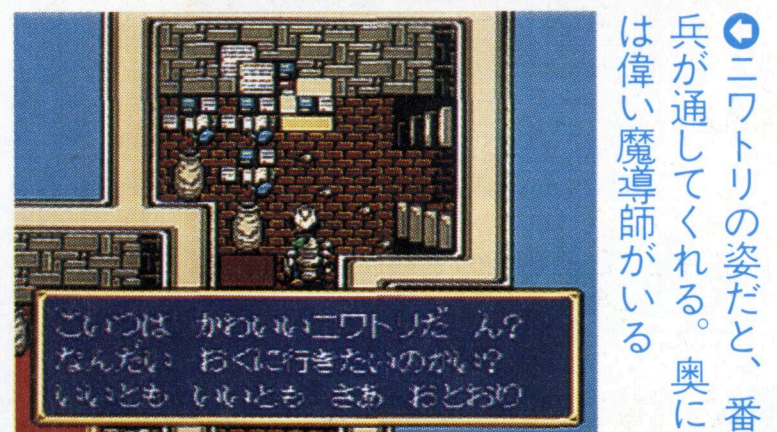 ニワトリの姿だと、番
兵が通してくれる。奥に
は偉い魔導師がいる
こいつは かわいいニワトリだ ん?
なんだい おくに行きたいのかい?
いいとも いいとも さあ おとおり